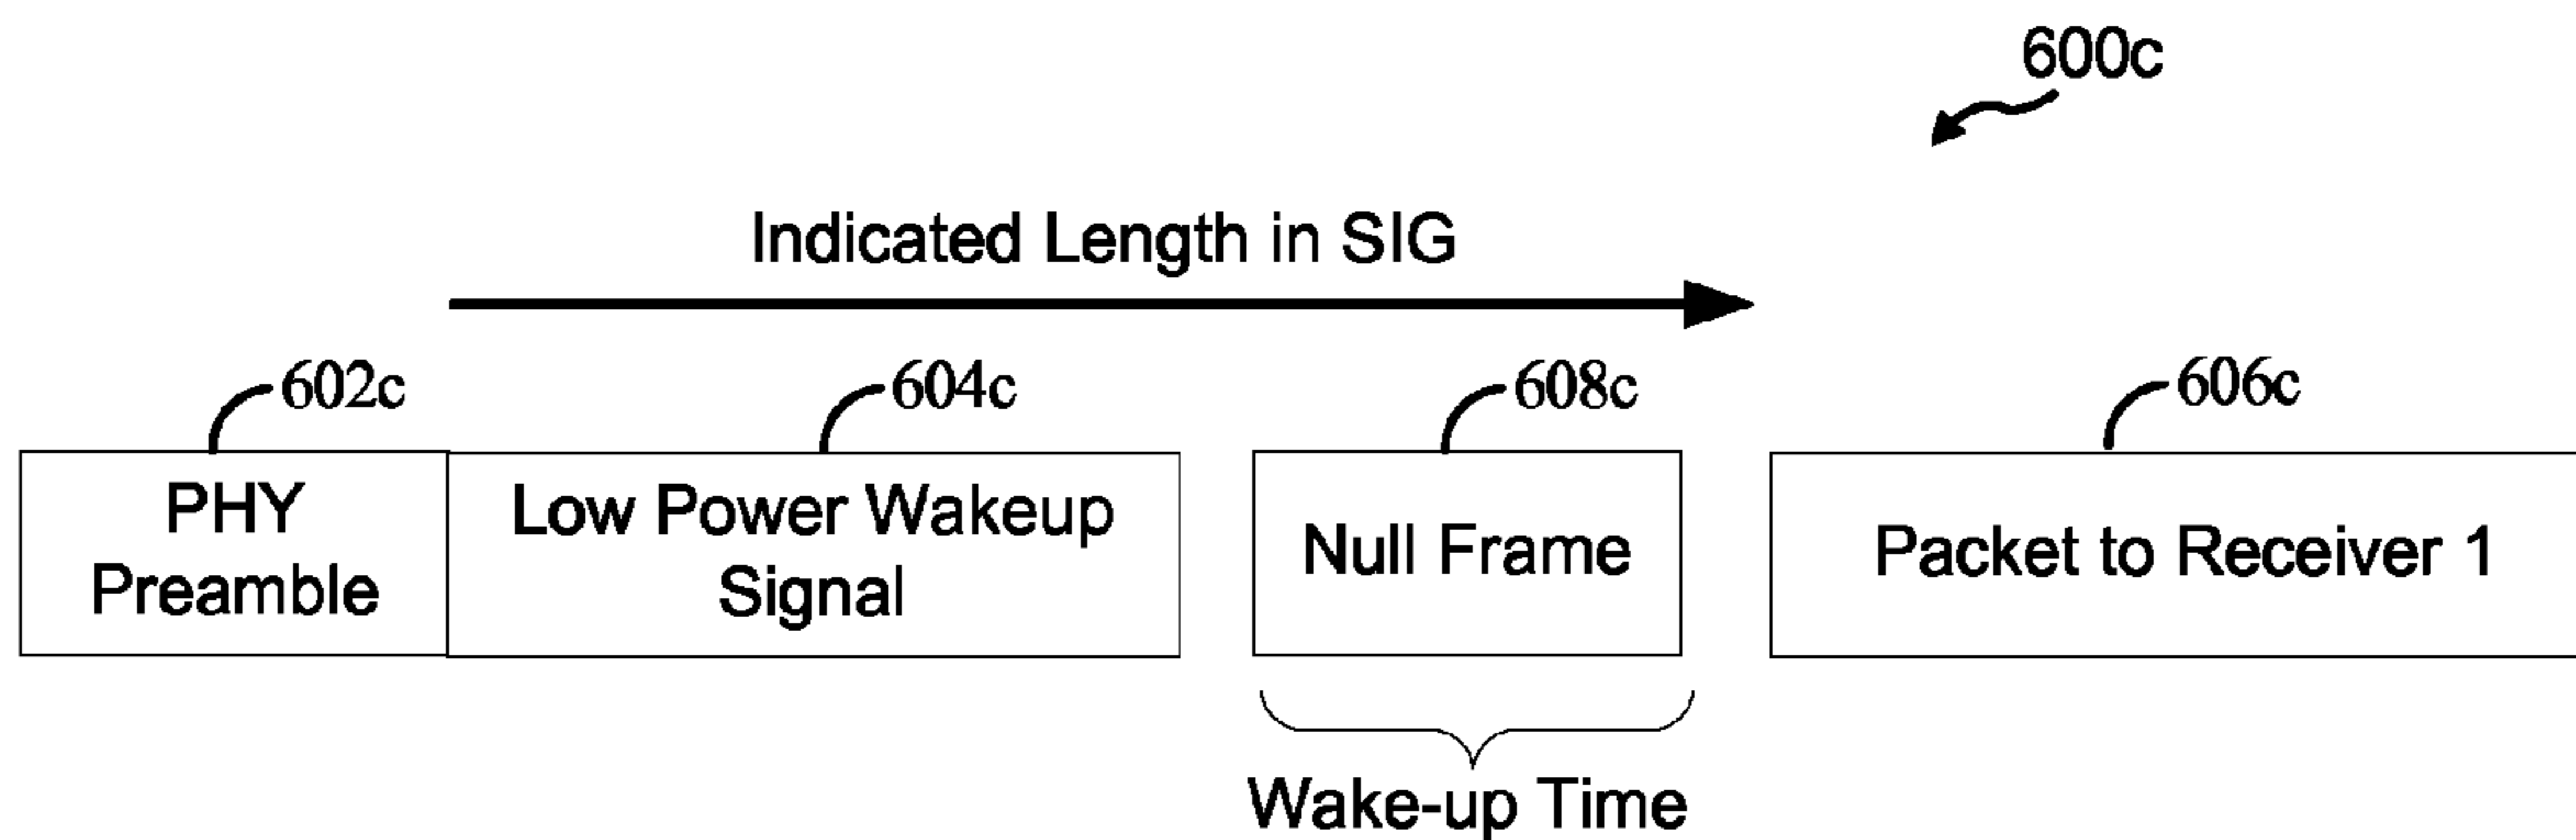 600c
Indicated Length in SIG
602c
604c
608c
606c
PHY
Preamble
Low Power Wakeup
Signal
Null Frame
Packet to Receiver 1
Wake-up Time